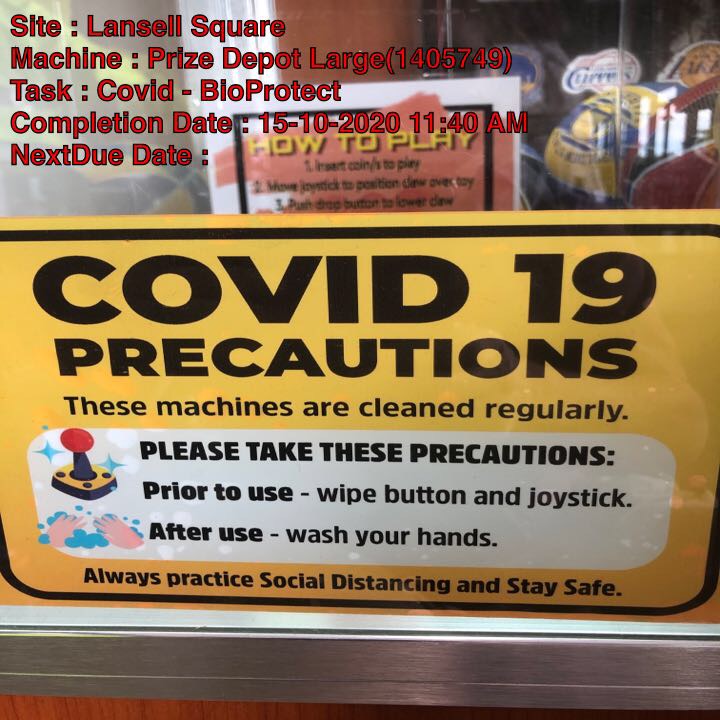 Site : Lansell Square
Machine : Prize Depot Large(1405749)
Task : Covid - BioProtect
Completion Date : 15-10-2020 11:40 AM
NextDue Date :
HOW TO PLAY
1. Insert coin/s to play
2. Move joystick to position claw over toy
3. Push drop button to lower claw
COVID 19
PRECAUTIONS
These machines are cleaned regularly.
PLEASE TAKE THESE PRECAUTIONS:
Prior to use - wipe button and joystick.
After use - wash your hands.
Always practice Social Distancing and Stay Safe.